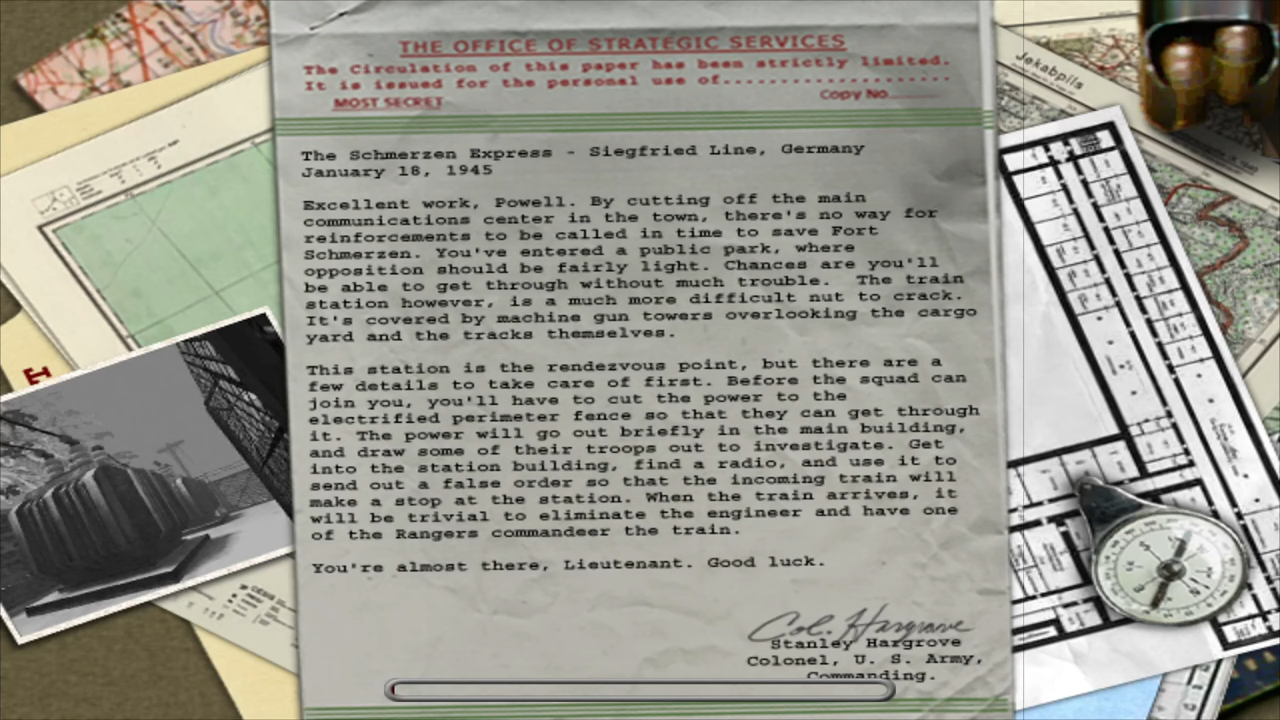 THE OFFICE OF STRATEGIC SERVICES
The Circulation of this paper has been strictly limited.
It is issued for the personal use of.....................
MOST SECRET
Copy No.........
The Schmerzen Express - Siegfried Line, Germany
January 18, 1945
Excellent work, Powell. By cutting off the main
communications center in the town, there's no way for
reinforcements to be called in time to save Fort
Schmerzen. You've entered a public park, where
opposition should be fairly light. Chances are you'll
be able to get through without much trouble.  The train
station however, is a much more difficult nut to crack.
It's covered by machine gun towers overlooking the cargo
yard and the tracks themselves.
This station is the rendezvous point, but there are a
few details to take care of first. Before the squad can
join you, you'll have to cut the power to the
electrified perimeter fence so that they can get through
it. The power will go out briefly in the main building,
and draw some of their troops out to investigate. Get
into the station building, find a radio, and use it to
send out a false order so that the incoming train will
make a stop at the station. When the train arrives, it
will be trivial to eliminate the engineer and have one
of the Rangers commandeer the train.
You're almost there, Lieutenant. Good luck.
Col. Hargrove
Stanley Hargrove
Colonel, U. S. Army,
Commanding.
Jekabpils